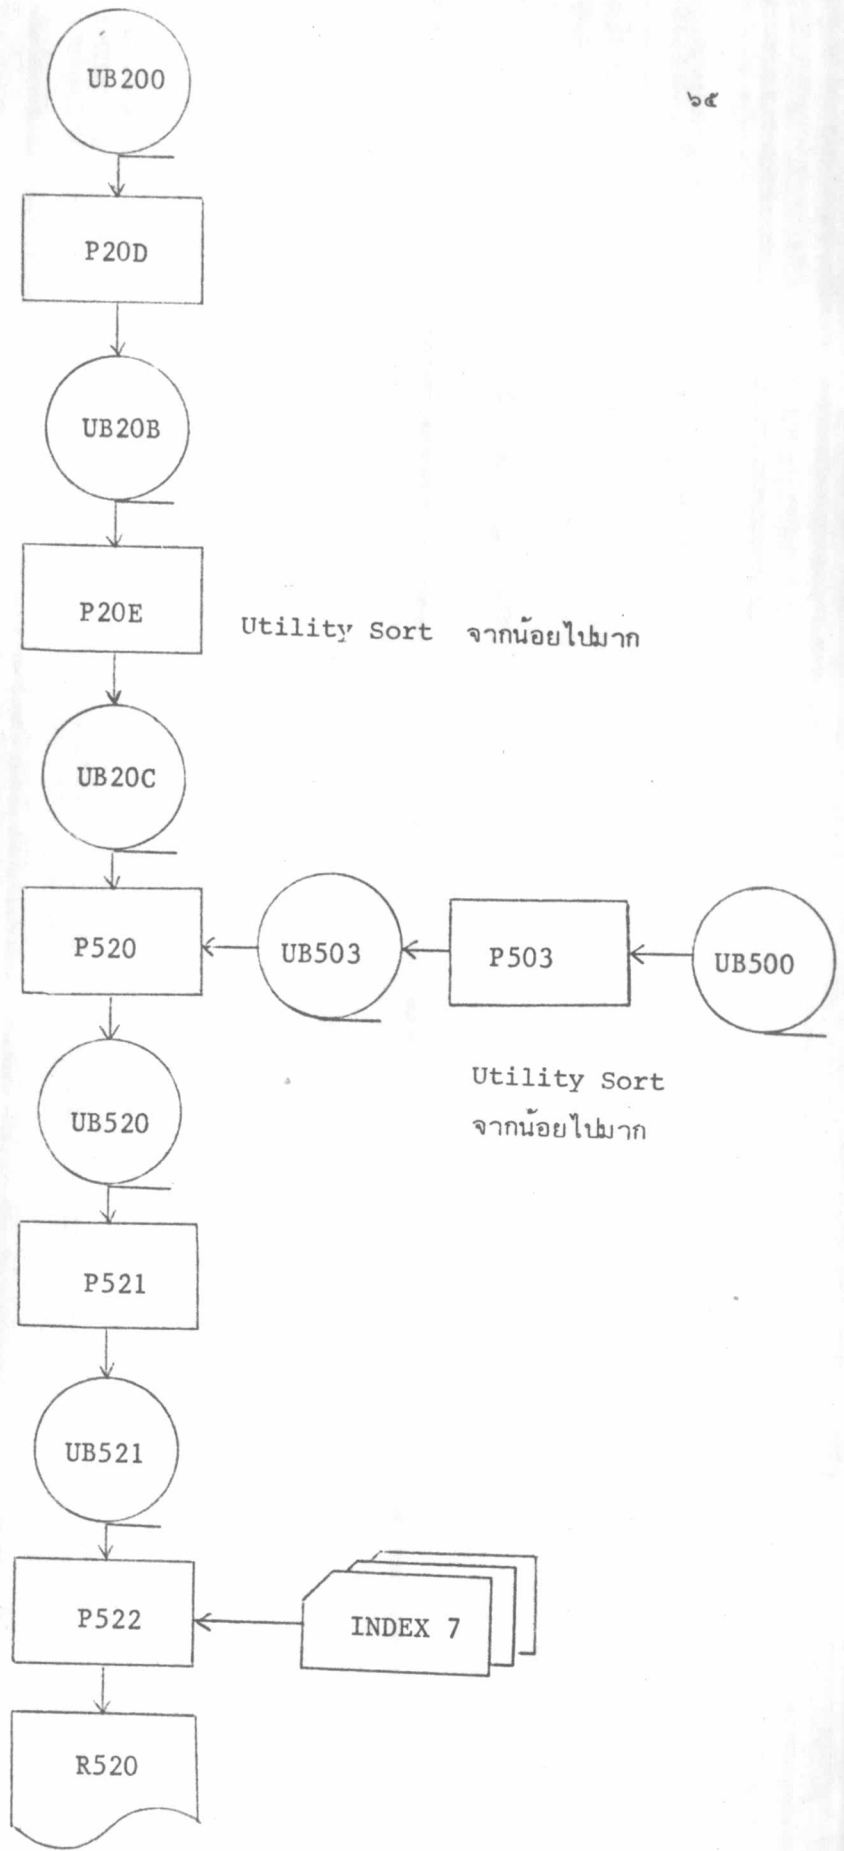 ๖๕
UB200
P20D
UB20B
P20E
Utility Sort จากน้อยไปมาก
UB20C
P520
UB503
P503
UB500
Utility Sort
จากน้อยไปมาก
UB520
P521
UB521
P522
INDEX 7
R520